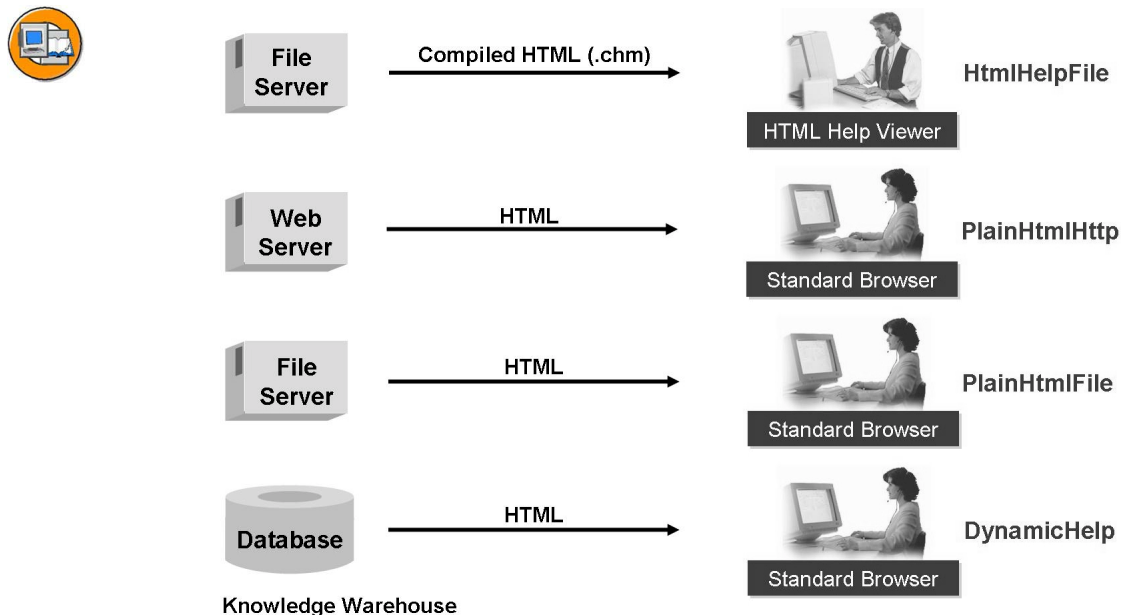 File
Server
Compiled HTML (.chm)
HTML Help Viewer
HtmlHelpFile
Web
Server
HTML
Standard Browser
PlainHtmlHttp
File
Server
HTML
Standard Browser
PlainHtmlFile
Database
HTML
Standard Browser
DynamicHelp
Knowledge Warehouse